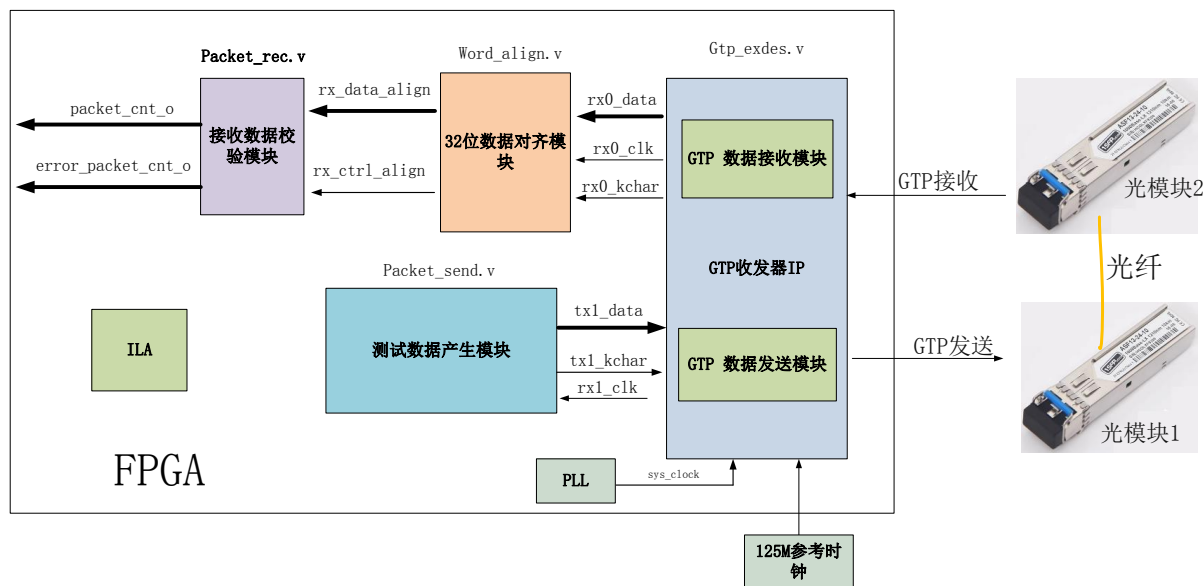 Packet_rec.v
Word_align.v
Gtp_exdes.v
packet_cnt_o
error_packet_cnt_o
接收数据校
验模块
rx_data_align
rx_ctrl_align
32位数据对齐
模块
rx0_data
rx0_clk
rx0_kchar
GTP 数据接收模块
GTP接收
光模块2
GTP收发器IP
光纤
Packet_send.v
测试数据产生模块
tx1_data
tx1_kchar
rx1_clk
GTP 数据发送模块
GTP发送
光模块1
ILA
FPGA
PLL
sys_clock
125M参考时
钟